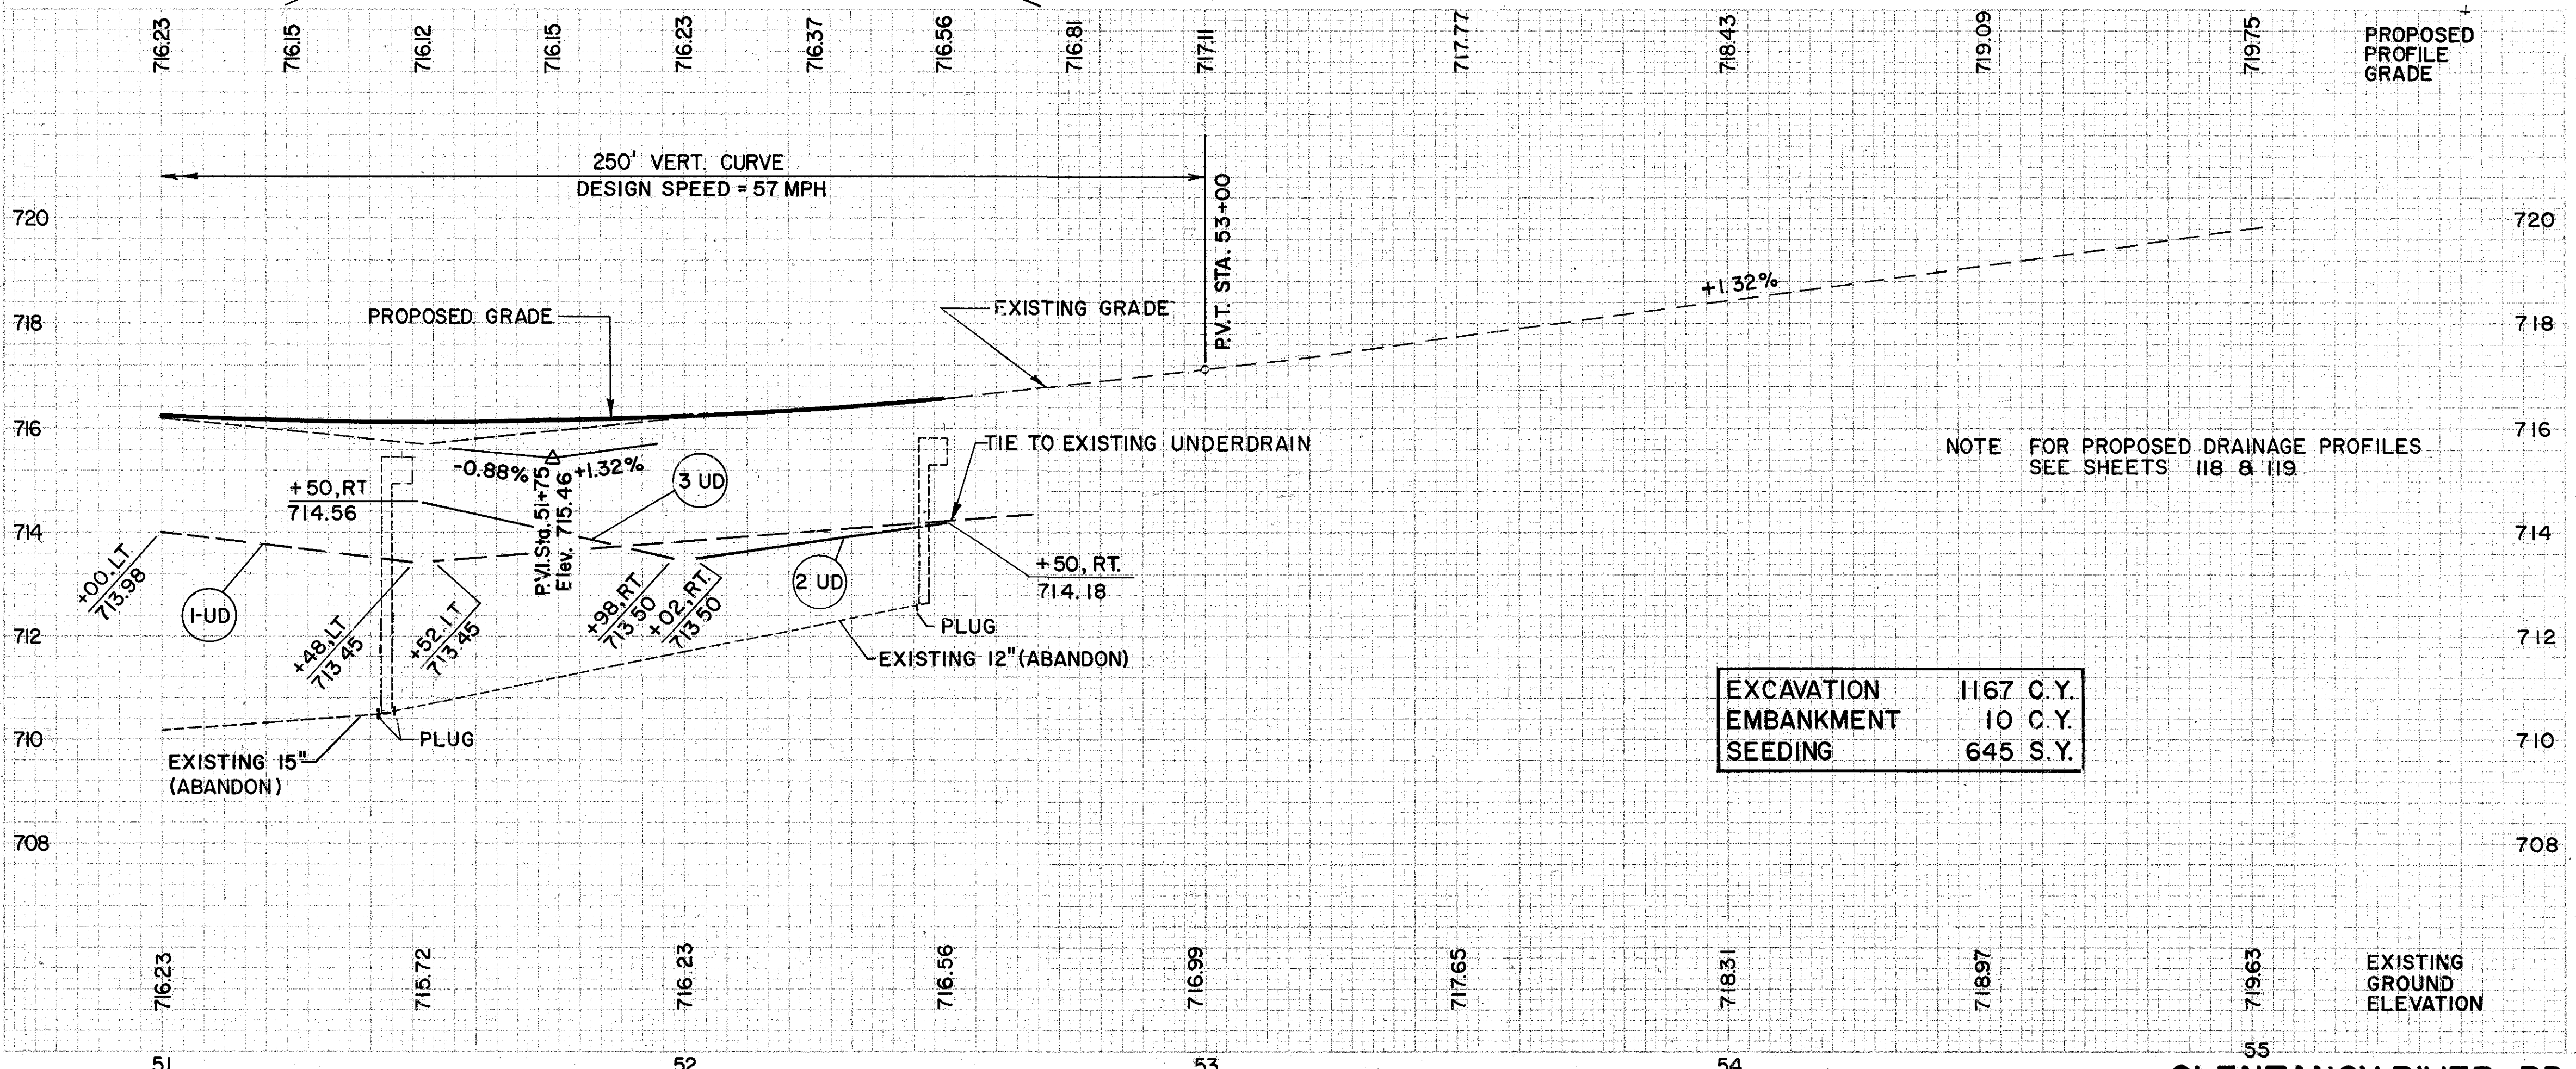 716.23 716.15 716.12 716.15 716.23 716.37 716.56 716.81 717.11 717.77 718.43 719.09 719.75
PROPOSED
PROFILE
GRADE
250' VERT. CURVE
DESIGN SPEED = 57 MPH
P.V.T. STA. 53+00
720 720
+1.32%
PROPOSED GRADE
EXISTING GRADE
718 718
716 716
TIE TO EXISTING UNDERDRAIN
NOTE FOR PROPOSED DRAINAGE PROFILES
SEE SHEETS 118 & 119
-0.88% +1.32%
P.V.I. Sta. 51+75
Elev. 715.46
3 UD
+50, RT
714.56
714 714
+00, LT.
713.98
1-UD
+48, LT
713.45
+52, LT
713.45
+98, RT
713.50
+02, RT.
713.50
2 UD
+50, RT.
714.18
712 712
PLUG
EXISTING 12" (ABANDON)
EXCAVATION 1167 C.Y.
EMBANKMENT 10 C.Y.
SEEDING 645 S.Y.
710 710
PLUG
EXISTING 15"
(ABANDON)
708 708
716.23 715.72 716.23 716.56 716.99 717.65 718.31 718.97 719.63
EXISTING
GROUND
ELEVATION
51 52 53 54 55